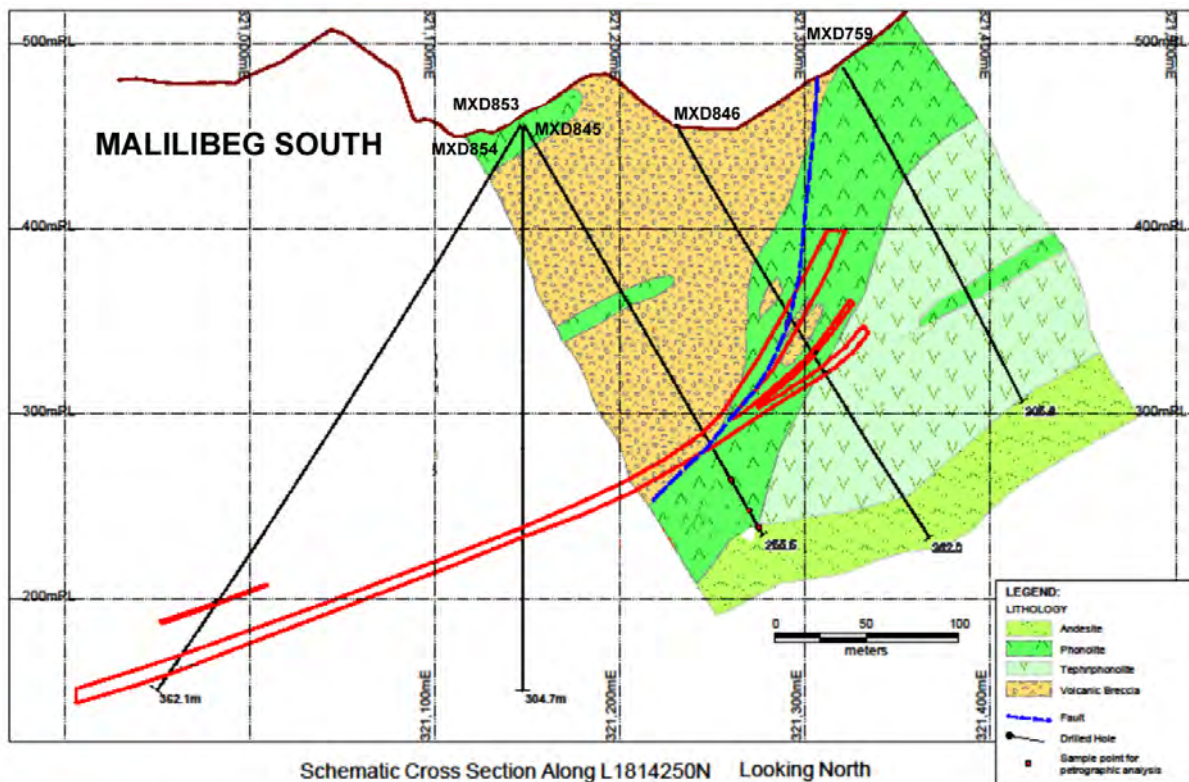 500mRL
321,000mE
321,100mE
321,200mE
321,300mE
321,400mE
500mRL
MXD759
MXD853
MXD845
MXD846
MALILIBEG SOUTH
MXD854
400mRL
400mRL
300mRL
300mRL
200mRL
362.1m
304.7m
321,100mE
321,200mE
321,300mE
321,400mE
0 50 100
meters
LEGEND:
LITHOLOGY
Andesite
Phonolite
Tephriphonolite
Volcanic Breccia
Fault
Drilled Hole
Sample point for
petrographic analysis
Schematic Cross Section Along L1814250N Looking North